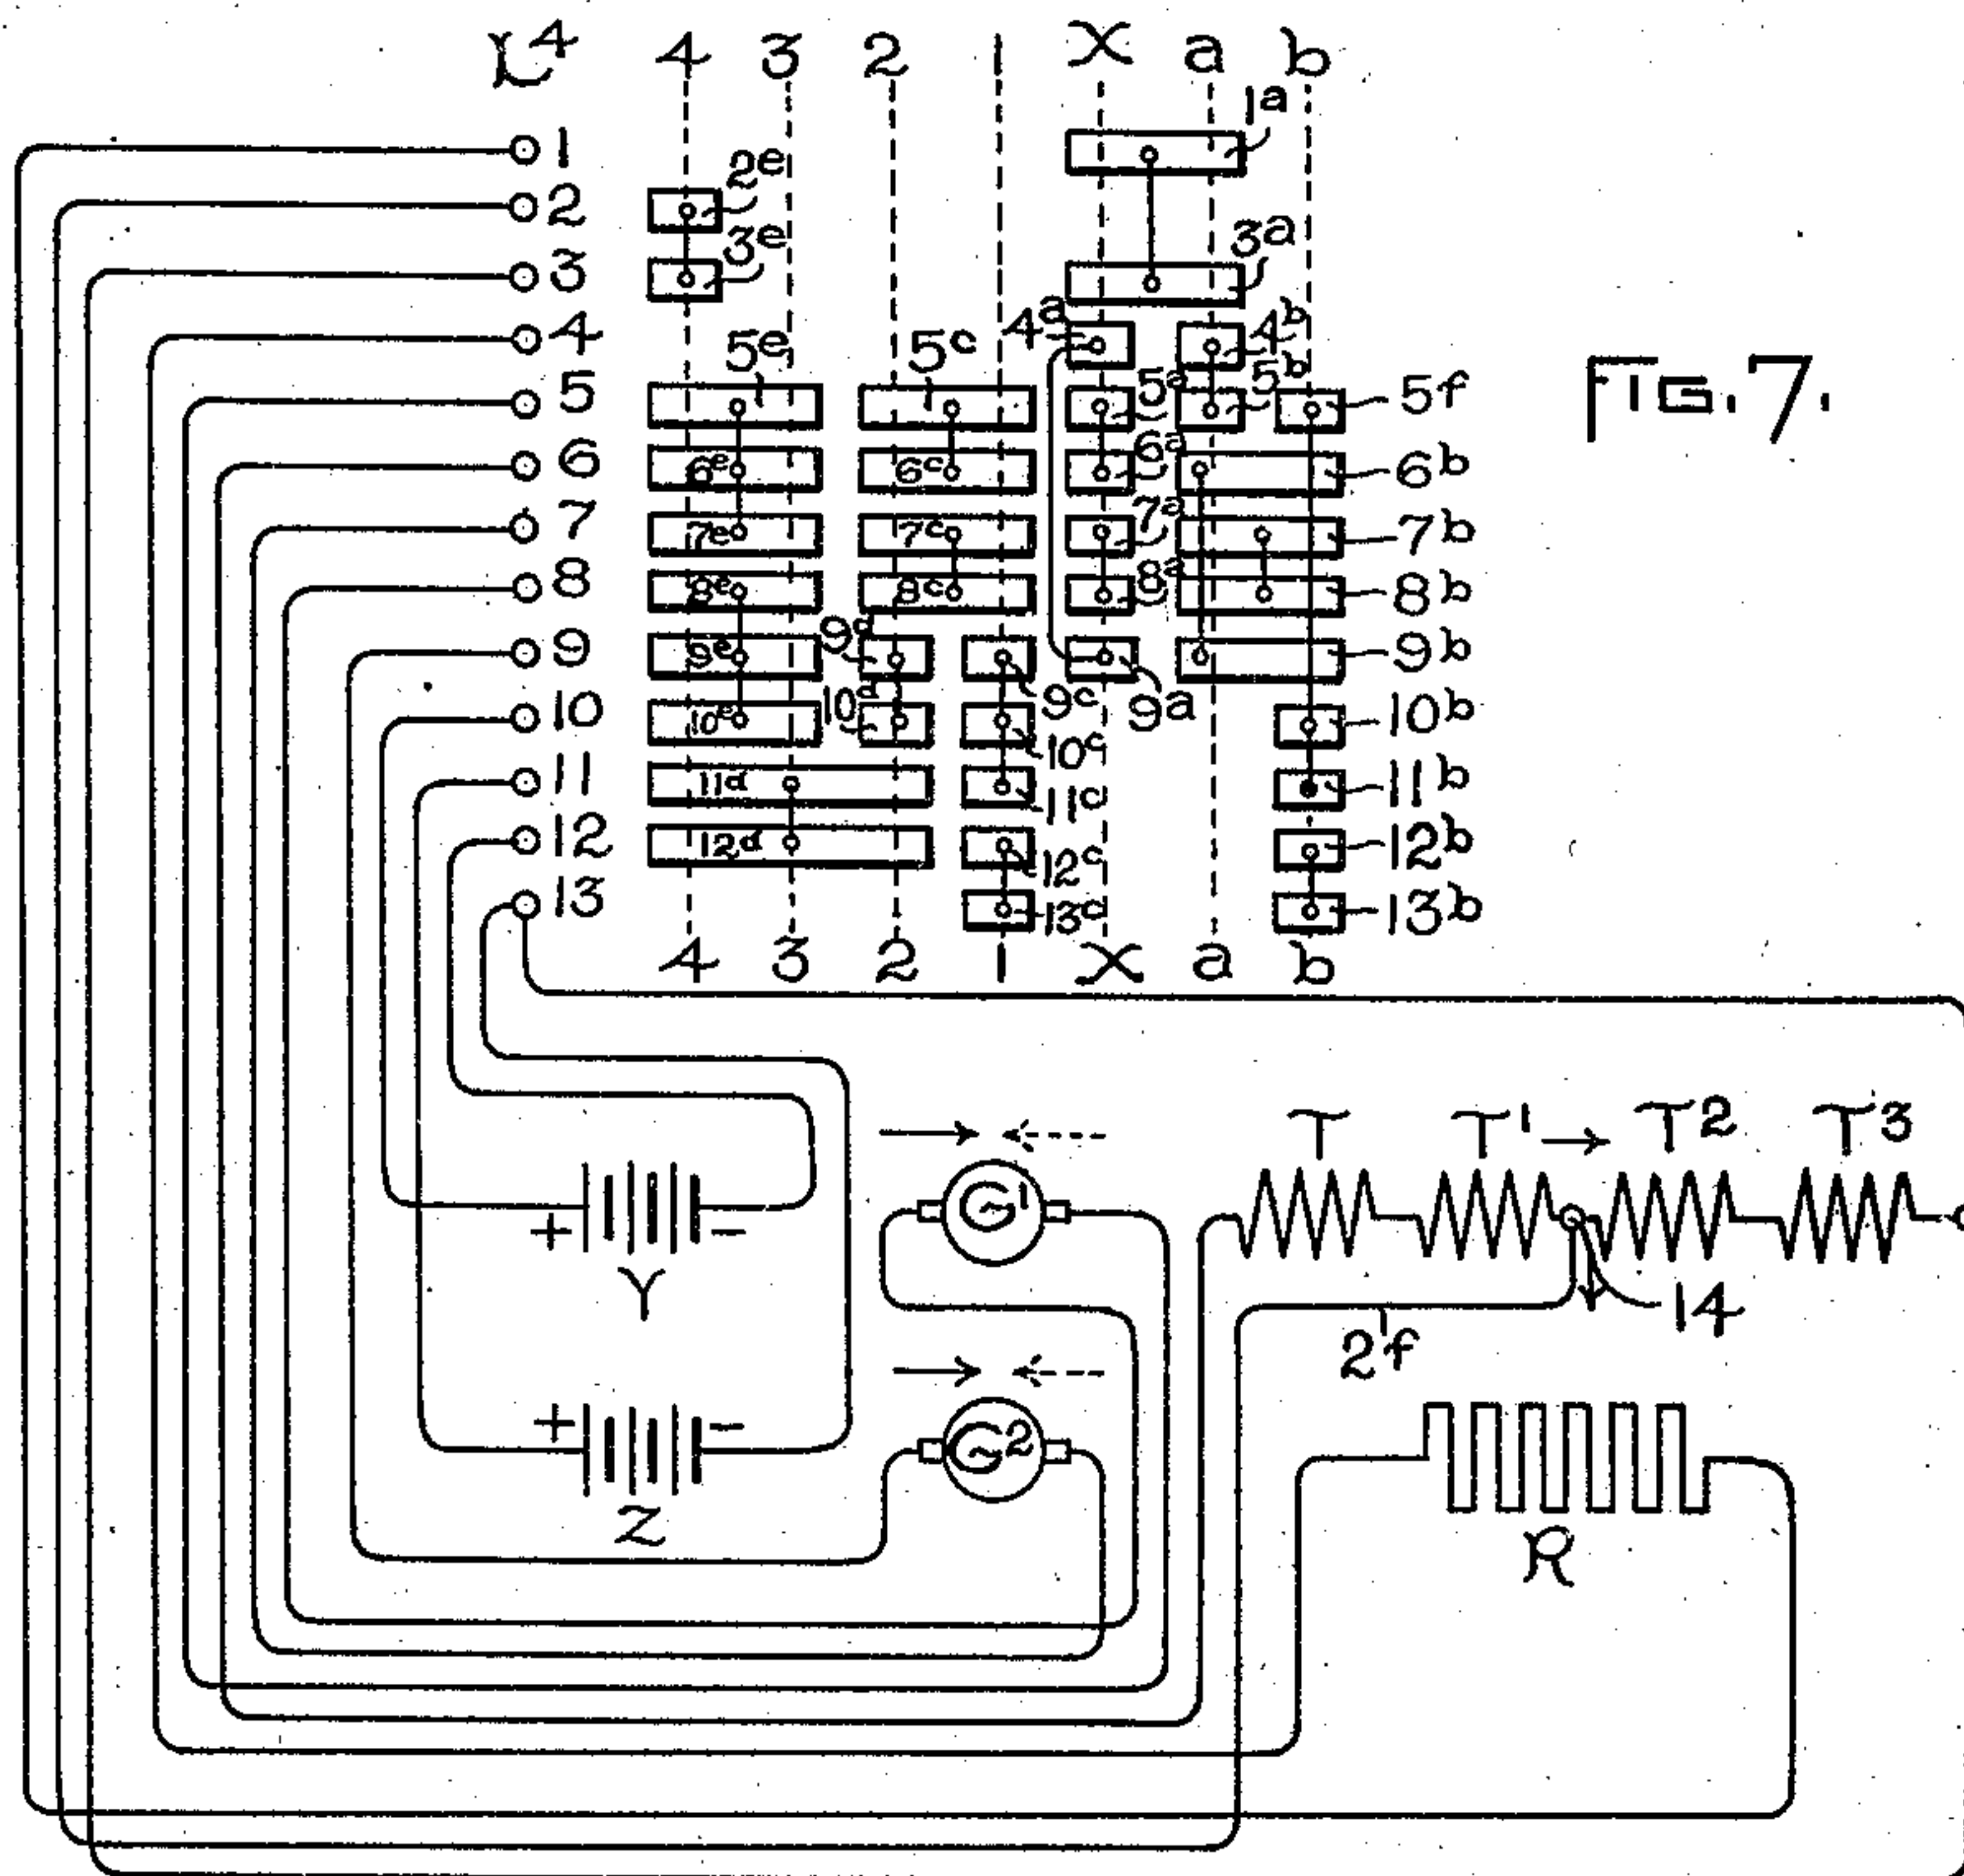 L⁴ 4 3 2 1 X a b
1 1ᵃ
2 2ᵉ
3 3ᵉ 3ᵃ
4 4ᵃ 4ᵇ
5 5ᵉ 5ᶜ 5ᵃ 5ᵇ 5f
FIG. 7.
6 6ᵉ 6ᶜ 6ᵃ 6ᵇ
7 7ᵉ 7ᶜ 7ᵃ 7ᵇ
8 8ᵉ 8ᶜ 8ᵃ 8ᵇ
9 9ᵉ 9ᵈ 9ᶜ 9ᵃ 9ᵇ
10 10ᵉ 10ᵈ 10ᶜ 10ᵇ
11 11ᵈ 11ᶜ 11ᵇ
12 12ᵈ 12ᶜ 12ᵇ
13 13ᶜ 13ᵇ
4 3 2 1 X a b
T T¹ T² T³
+ − G¹
Y
2f 14
+ − G²
Z R